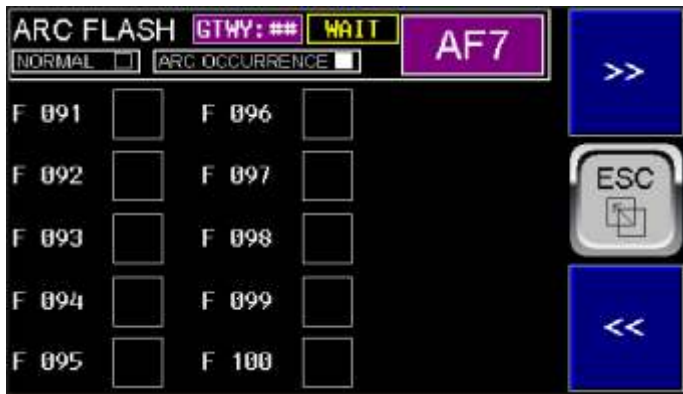 ARC FLASH GTWY:## WAIT AF7
NORMAL ARC OCCURRENCE
>>
F 091 F 096
F 092 F 097
ESC
F 093 F 098
F 094 F 099
<<
F 095 F 100